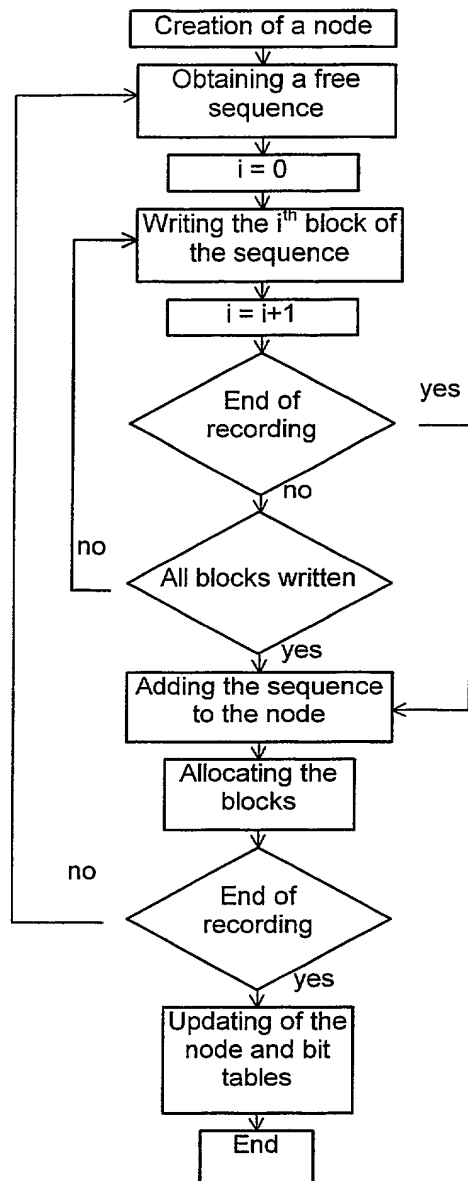 Creation of a node
Obtaining a free
sequence
i = 0
Writing the ith block of
the sequence
i = i+1
End of
recording
yes
no
no
All blocks written
yes
Adding the sequence
to the node
Allocating the
blocks
no
End of
recording
yes
Updating of the
node and bit
tables
End